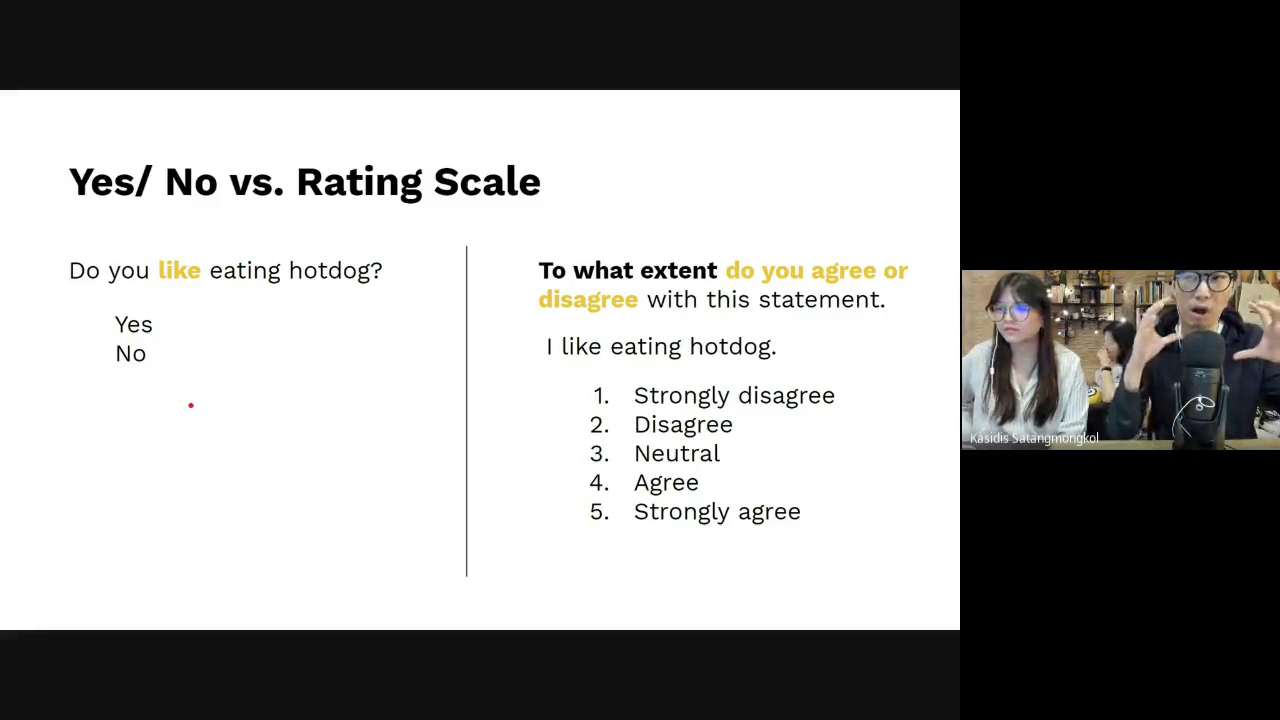 Yes/ No vs. Rating Scale
Do you like eating hotdog?
Yes
No
To what extent do you agree or
disagree with this statement.
I like eating hotdog.
1. Strongly disagree
2. Disagree
3. Neutral
4. Agree
5. Strongly agree
Kasidis Satangmongkol